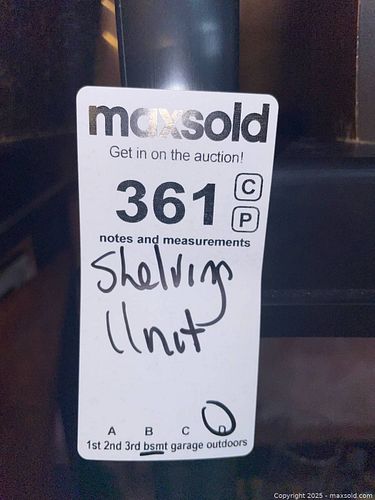 maxsold
Get in on the auction!
361 C
P
notes and measurements
Shelving
Unit
A B C D
1st 2nd 3rd bsmt garage outdoors
Copyright 2025 - maxsold.com